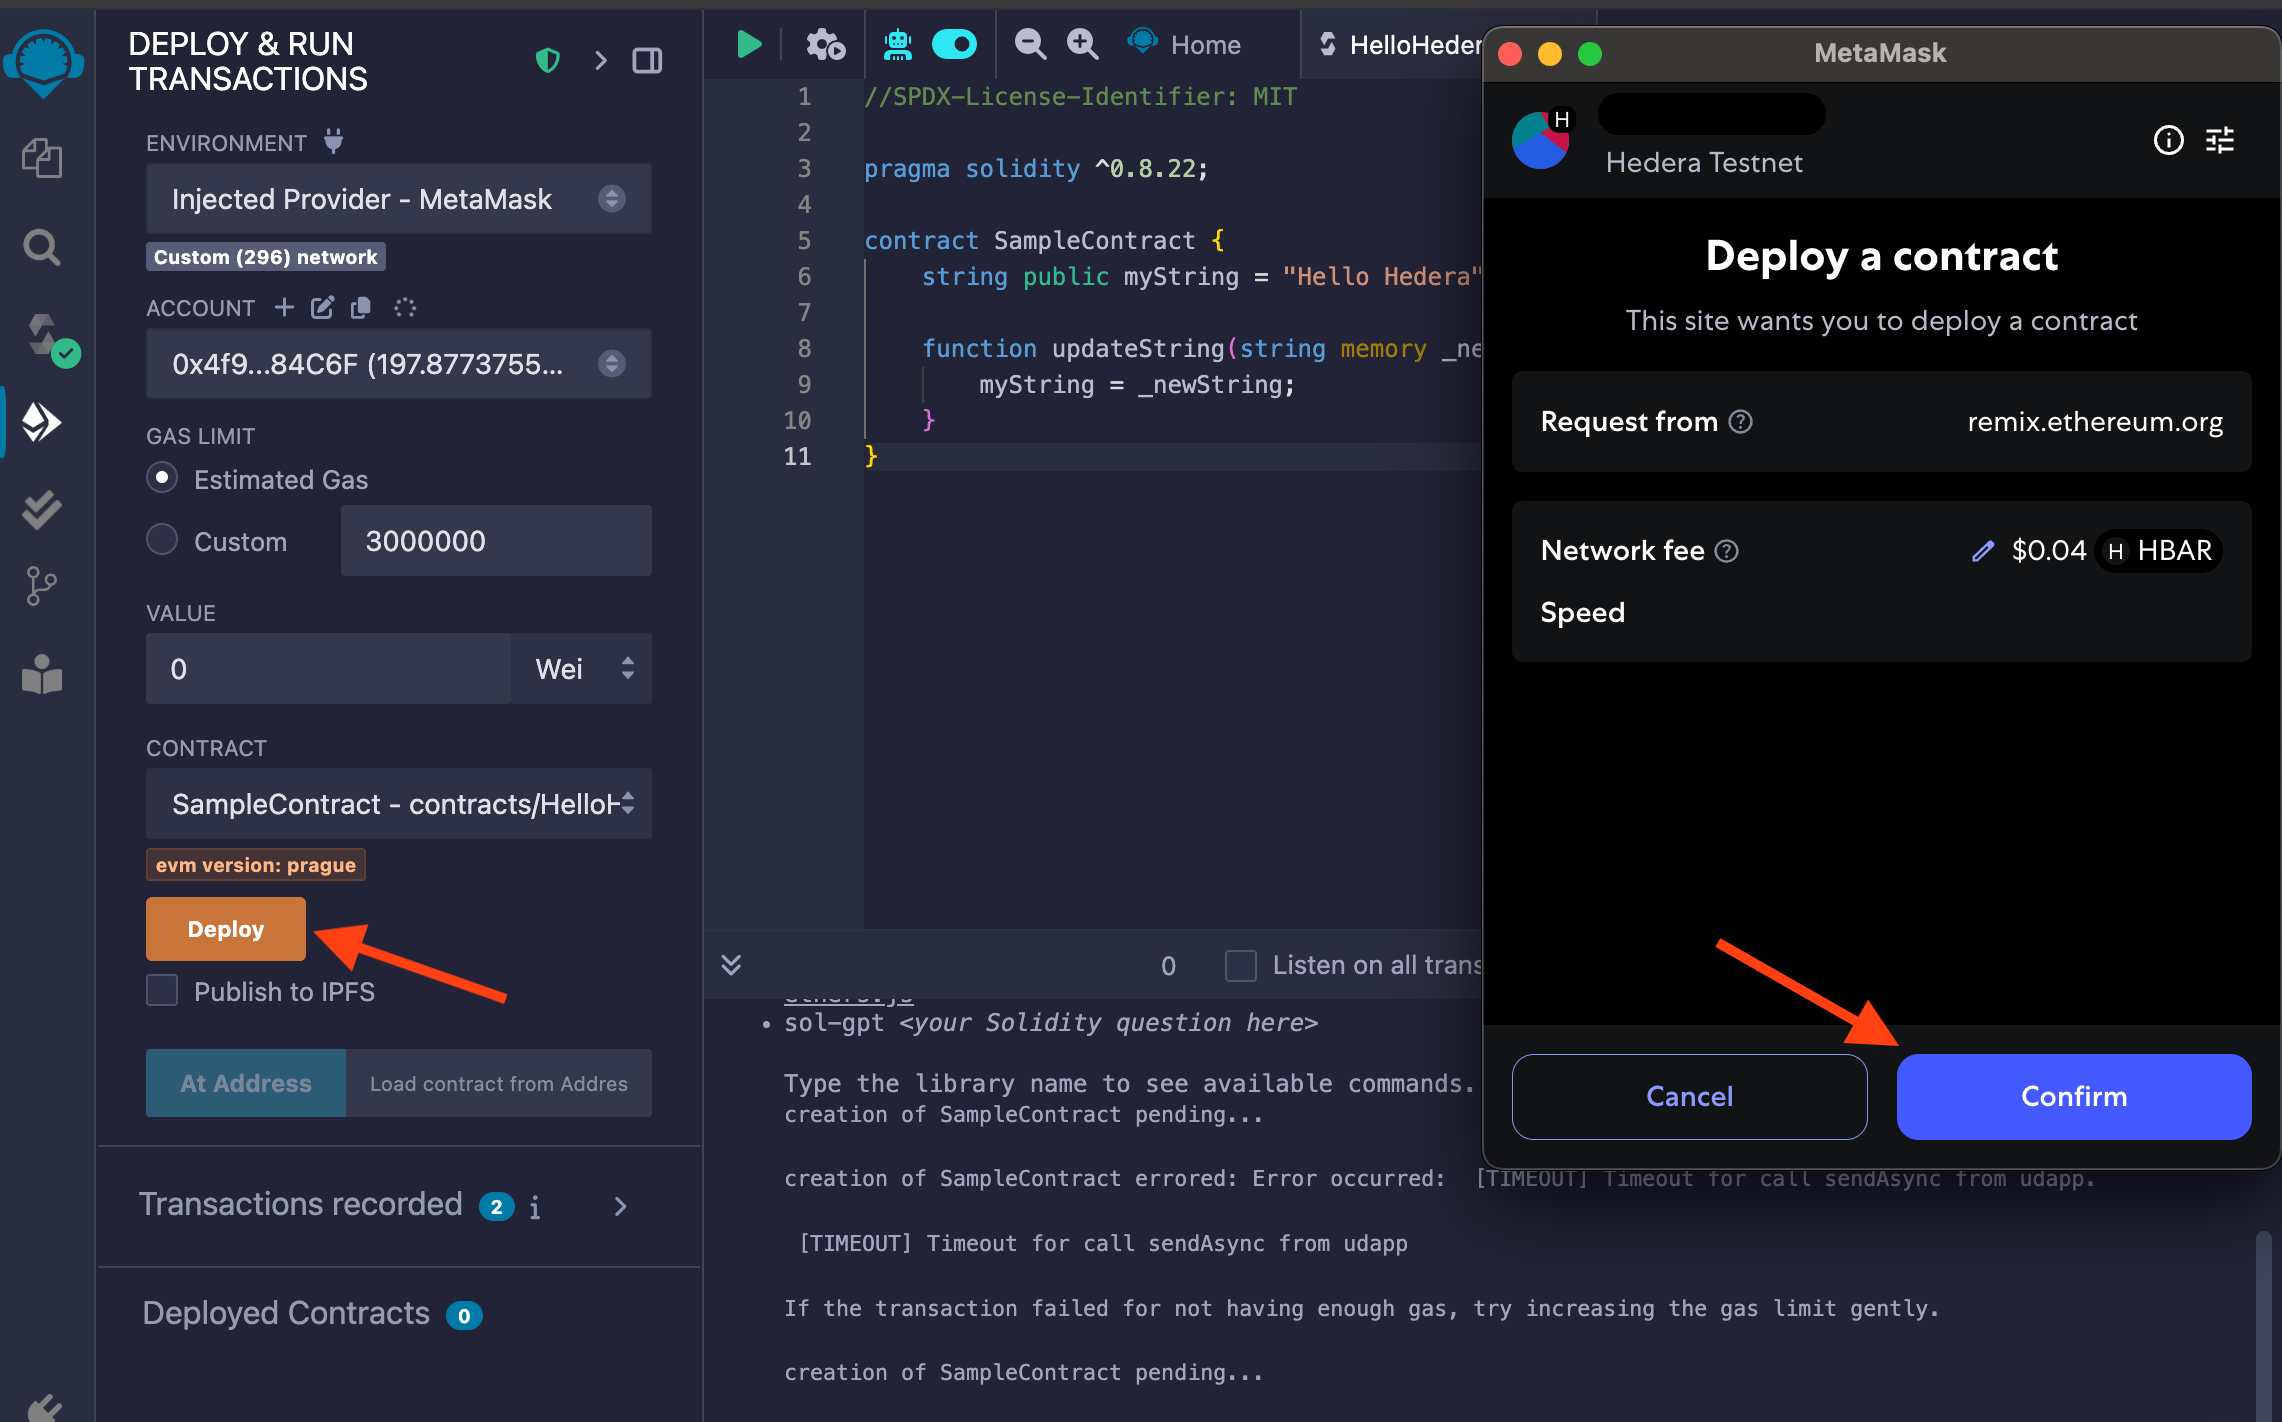 DEPLOY & RUN
TRANSACTIONS
ENVIRONMENT
Injected Provider - MetaMask
Custom (296) network
ACCOUNT
0x4f9...84C6F (197.8773755...
GAS LIMIT
Estimated Gas
Custom
3000000
VALUE
0
Wei
CONTRACT
SampleContract - contracts/HelloH
evm version: prague
Deploy
Publish to IPFS
At Address
Load contract from Addres
Transactions recorded 2 i
Deployed Contracts 0
Home
HelloHeder
1 //SPDX-License-Identifier: MIT
2
3 pragma solidity ^0.8.22;
4
5 contract SampleContract {
6 string public myString = "Hello Hedera"
7
8 function updateString(string memory _ne
9 myString = _newString;
10 }
11 }
0
Listen on all trans
ethers.js
• sol-gpt <your Solidity question here>
Type the library name to see available commands.
creation of SampleContract pending...
creation of SampleContract errored: Error occurred: [TIMEOUT] Timeout for call sendAsync from udapp.
[TIMEOUT] Timeout for call sendAsync from udapp
If the transaction failed for not having enough gas, try increasing the gas limit gently.
creation of SampleContract pending...
MetaMask
H
Hedera Testnet
Deploy a contract
This site wants you to deploy a contract
Request from ?
remix.ethereum.org
Network fee ?
$0.04 H HBAR
Speed
Cancel
Confirm